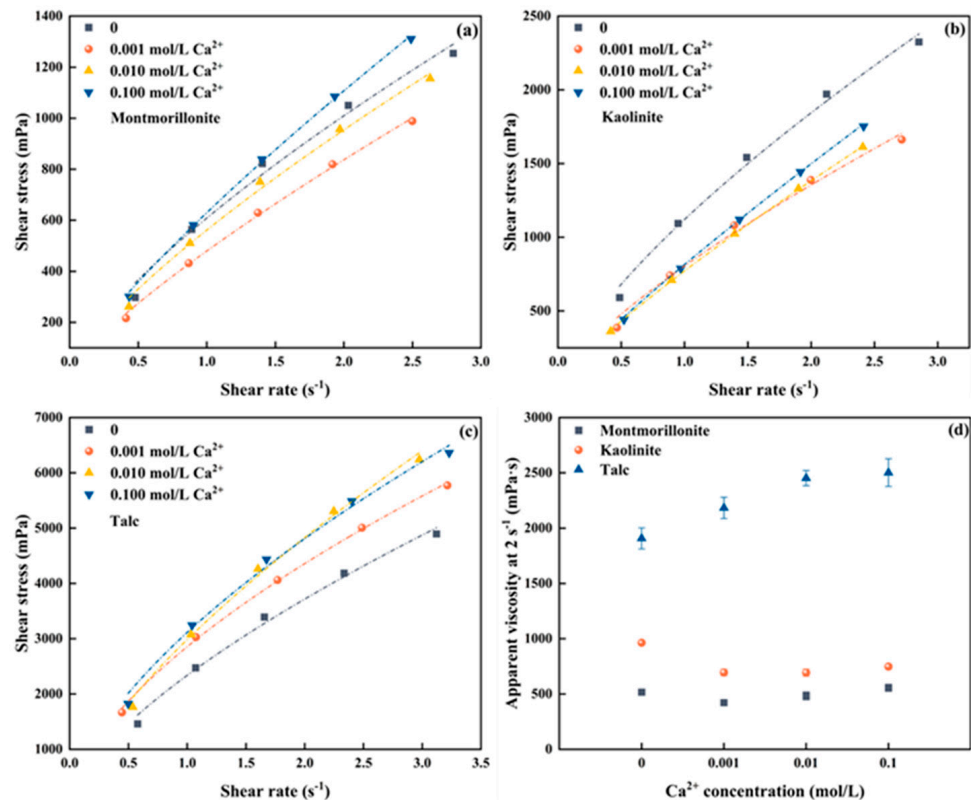 (a)
0
0.001 mol/L Ca²⁺
0.010 mol/L Ca²⁺
0.100 mol/L Ca²⁺
Montmorillonite
Shear stress (mPa)
1400
1200
1000
800
600
400
200
0.0 0.5 1.0 1.5 2.0 2.5 3.0
Shear rate (s⁻¹)
(b)
0
0.001 mol/L Ca²⁺
0.010 mol/L Ca²⁺
0.100 mol/L Ca²⁺
Kaolinite
Shear stress (mPa)
2500
2000
1500
1000
500
0.0 0.5 1.0 1.5 2.0 2.5 3.0
Shear rate (s⁻¹)
(c)
0
0.001 mol/L Ca²⁺
0.010 mol/L Ca²⁺
0.100 mol/L Ca²⁺
Talc
Shear stress (mPa)
7000
6000
5000
4000
3000
2000
1000
0.0 0.5 1.0 1.5 2.0 2.5 3.0 3.5
Shear rate (s⁻¹)
(d)
Montmorillonite
Kaolinite
Talc
Apparent viscosity at 2 s⁻¹ (mPa·s)
3000
2500
2000
1500
1000
500
0
0 0.001 0.01 0.1
Ca²⁺ concentration (mol/L)